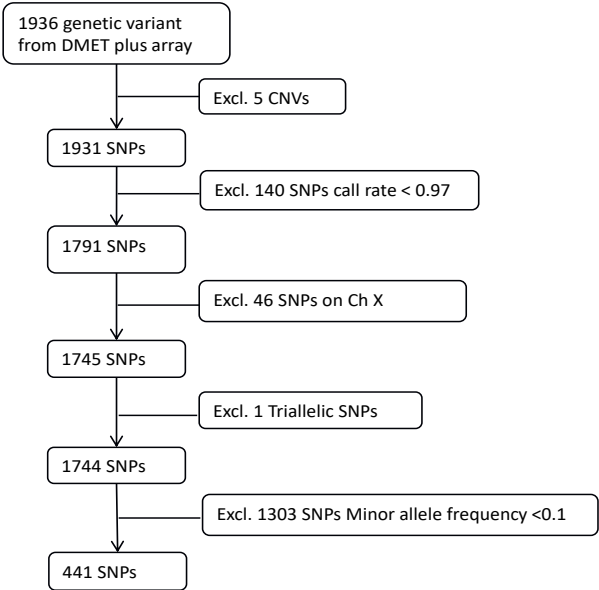 1936 genetic variant
from DMET plus array
Excl. 5 CNVs
1931 SNPs
Excl. 140 SNPs call rate < 0.97
1791 SNPs
Excl. 46 SNPs on Ch X
1745 SNPs
Excl. 1 Triallelic SNPs
1744 SNPs
Excl. 1303 SNPs Minor allele frequency <0.1
441 SNPs